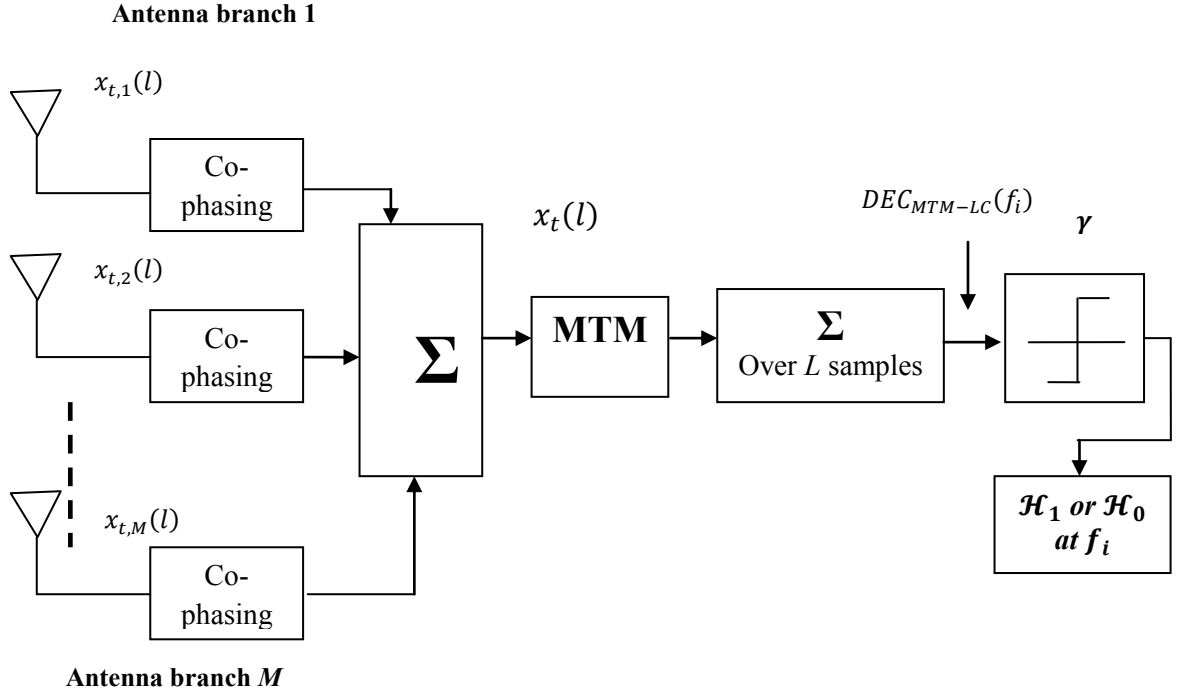 Antenna branch 1
x_{t,1}(l)
Co-
phasing
x_{t,2}(l)
Co-
phasing
x_{t,M}(l)
Co-
phasing
Antenna branch M
Σ
x_t(l)
MTM
Σ
Over L samples
DEC_{MTM−LC}(f_i)
γ
ℋ_1 or ℋ_0
at f_i